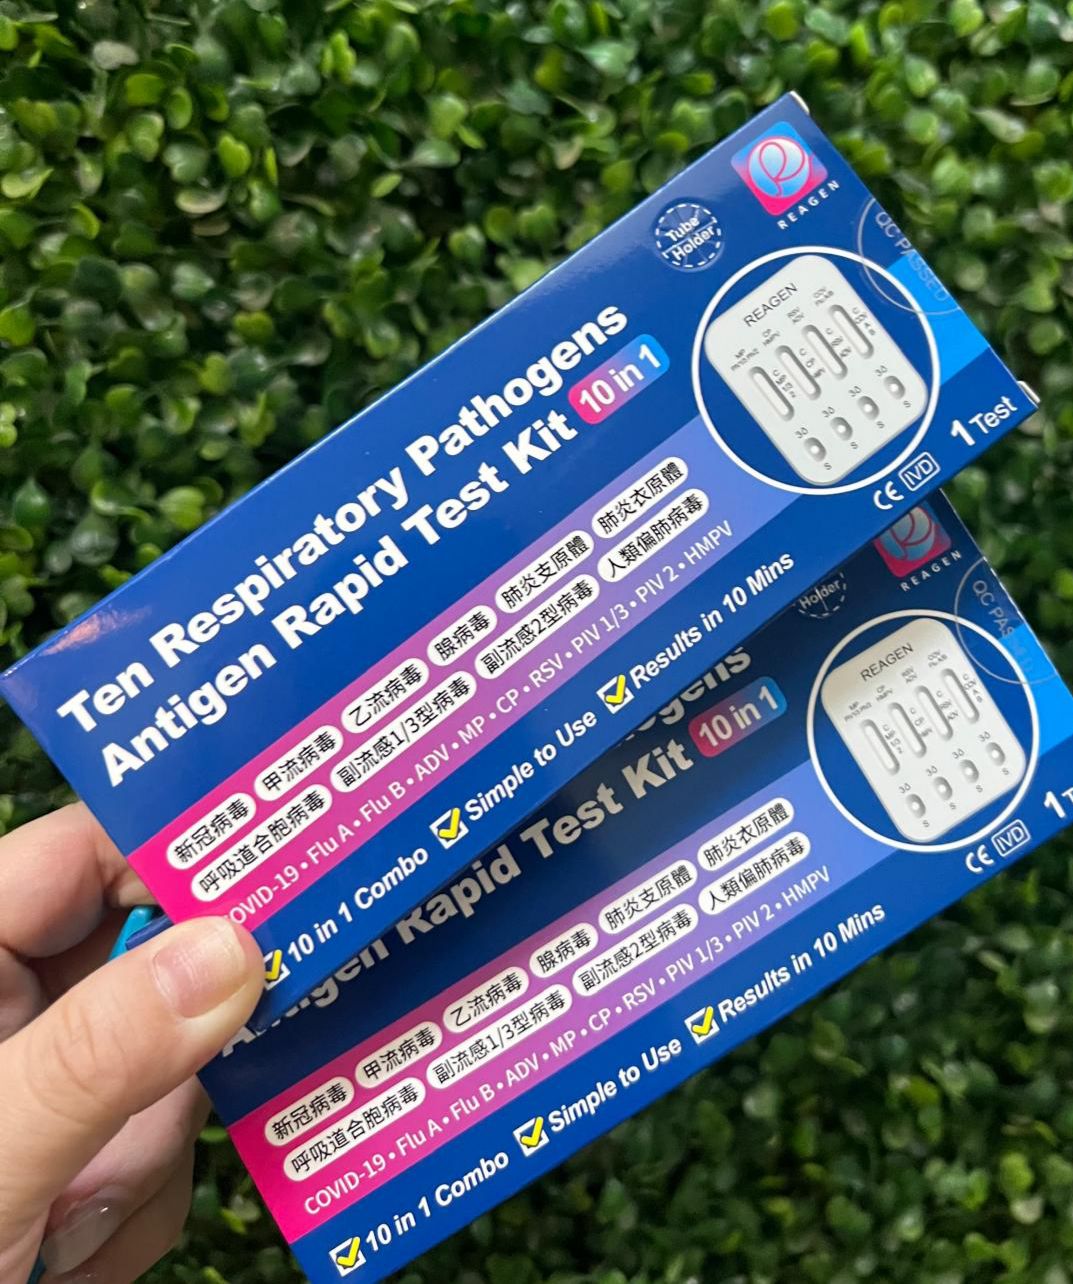 REAGEN
Tube
Holder
QC PASSED
Ten Respiratory Pathogens
Antigen Rapid Test Kit 10 in 1
REAGEN
30 30 30 30
S S S S
1 Test
CE IVD
新冠病毒 甲流病毒 乙流病毒 腺病毒 肺炎支原體 肺炎衣原體
呼吸道合胞病毒 副流感1/3型病毒 副流感2型病毒 人類偏肺病毒
COVID-19 • Flu A • Flu B • ADV • MP • CP • RSV • PIV 1/3 • PIV 2 • HMPV
10 in 1 Combo Simple to Use Results in 10 Mins
REAGEN
Holder
QC PASSED
Antigen Rapid Test Kit 10 in 1
REAGEN
30 30 30 30
S S S S
1
CE IVD
新冠病毒 甲流病毒 乙流病毒 腺病毒 肺炎支原體 肺炎衣原體
呼吸道合胞病毒 副流感1/3型病毒 副流感2型病毒 人類偏肺病毒
COVID-19 • Flu A • Flu B • ADV • MP • CP • RSV • PIV 1/3 • PIV 2 • HMPV
10 in 1 Combo Simple to Use Results in 10 Mins